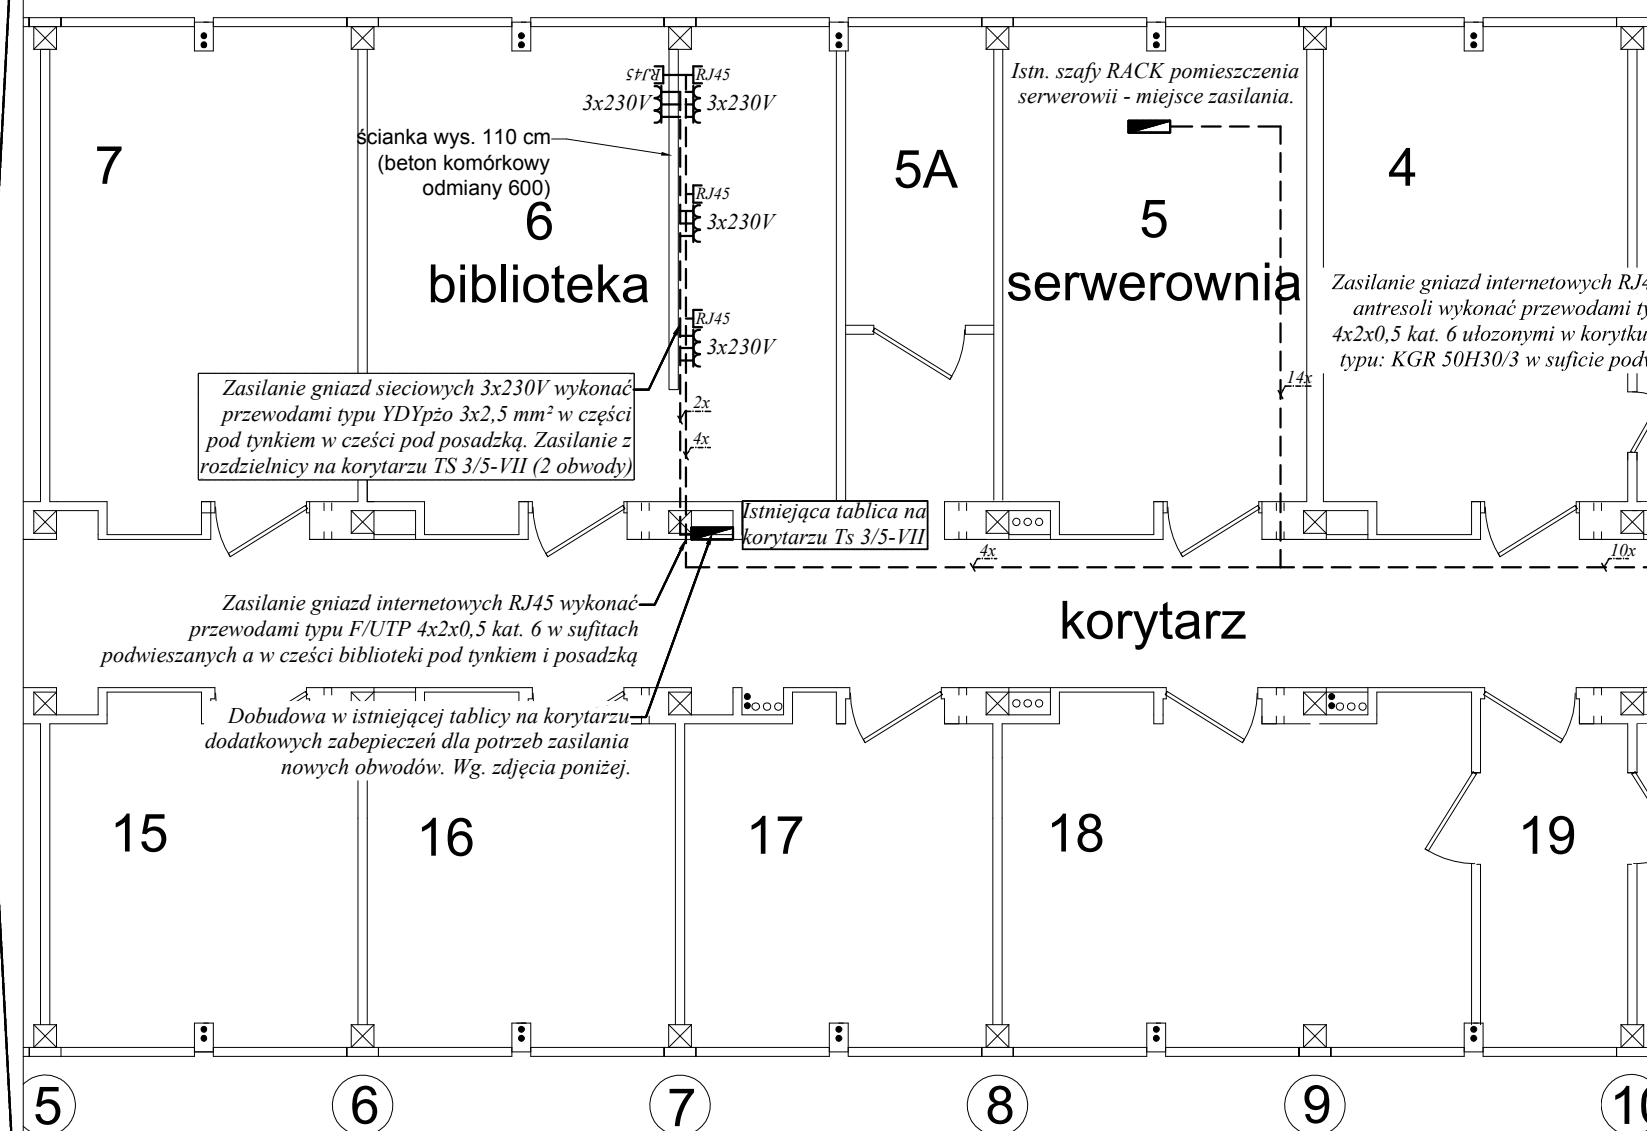 RJ45
RJ45
3x230V
3x230V
ścianka wys. 110 cm
(beton komórkowy
odmiany 600)
7
6
biblioteka
RJ45
3x230V
RJ45
3x230V
5A
Istn. szafy RACK pomieszczenia
serwerowii - miejsce zasilania.
5
serwerownia
4
Zasilanie gniazd internetowych RJ4
antresoli wykonać przewodami ty
4x2x0,5 kat. 6 ułozonymi w korytku
typu: KGR 50H30/3 w suficie podw
14x
Zasilanie gniazd sieciowych 3x230V wykonać
przewodami typu YDYpżo 3x2,5 mm² w części
pod tynkiem w cześci pod posadzką. Zasilanie z
rozdzielnicy na korytarzu TS 3/5-VII (2 obwody)
2x
4x
Istniejąca tablica na
korytarzu Ts 3/5-VII
4x
10x
Zasilanie gniazd internetowych RJ45 wykonać
przewodami typu F/UTP 4x2x0,5 kat. 6 w sufitach
podwieszanych a w cześci biblioteki pod tynkiem i posadzką
korytarz
Dobudowa w istniejącej tablicy na korytarzu
dodatkowych zabepieczeń dla potrzeb zasilania
nowych obwodów. Wg. zdjęcia poniżej.
15
16
17
18
19
5
6
7
8
9
10